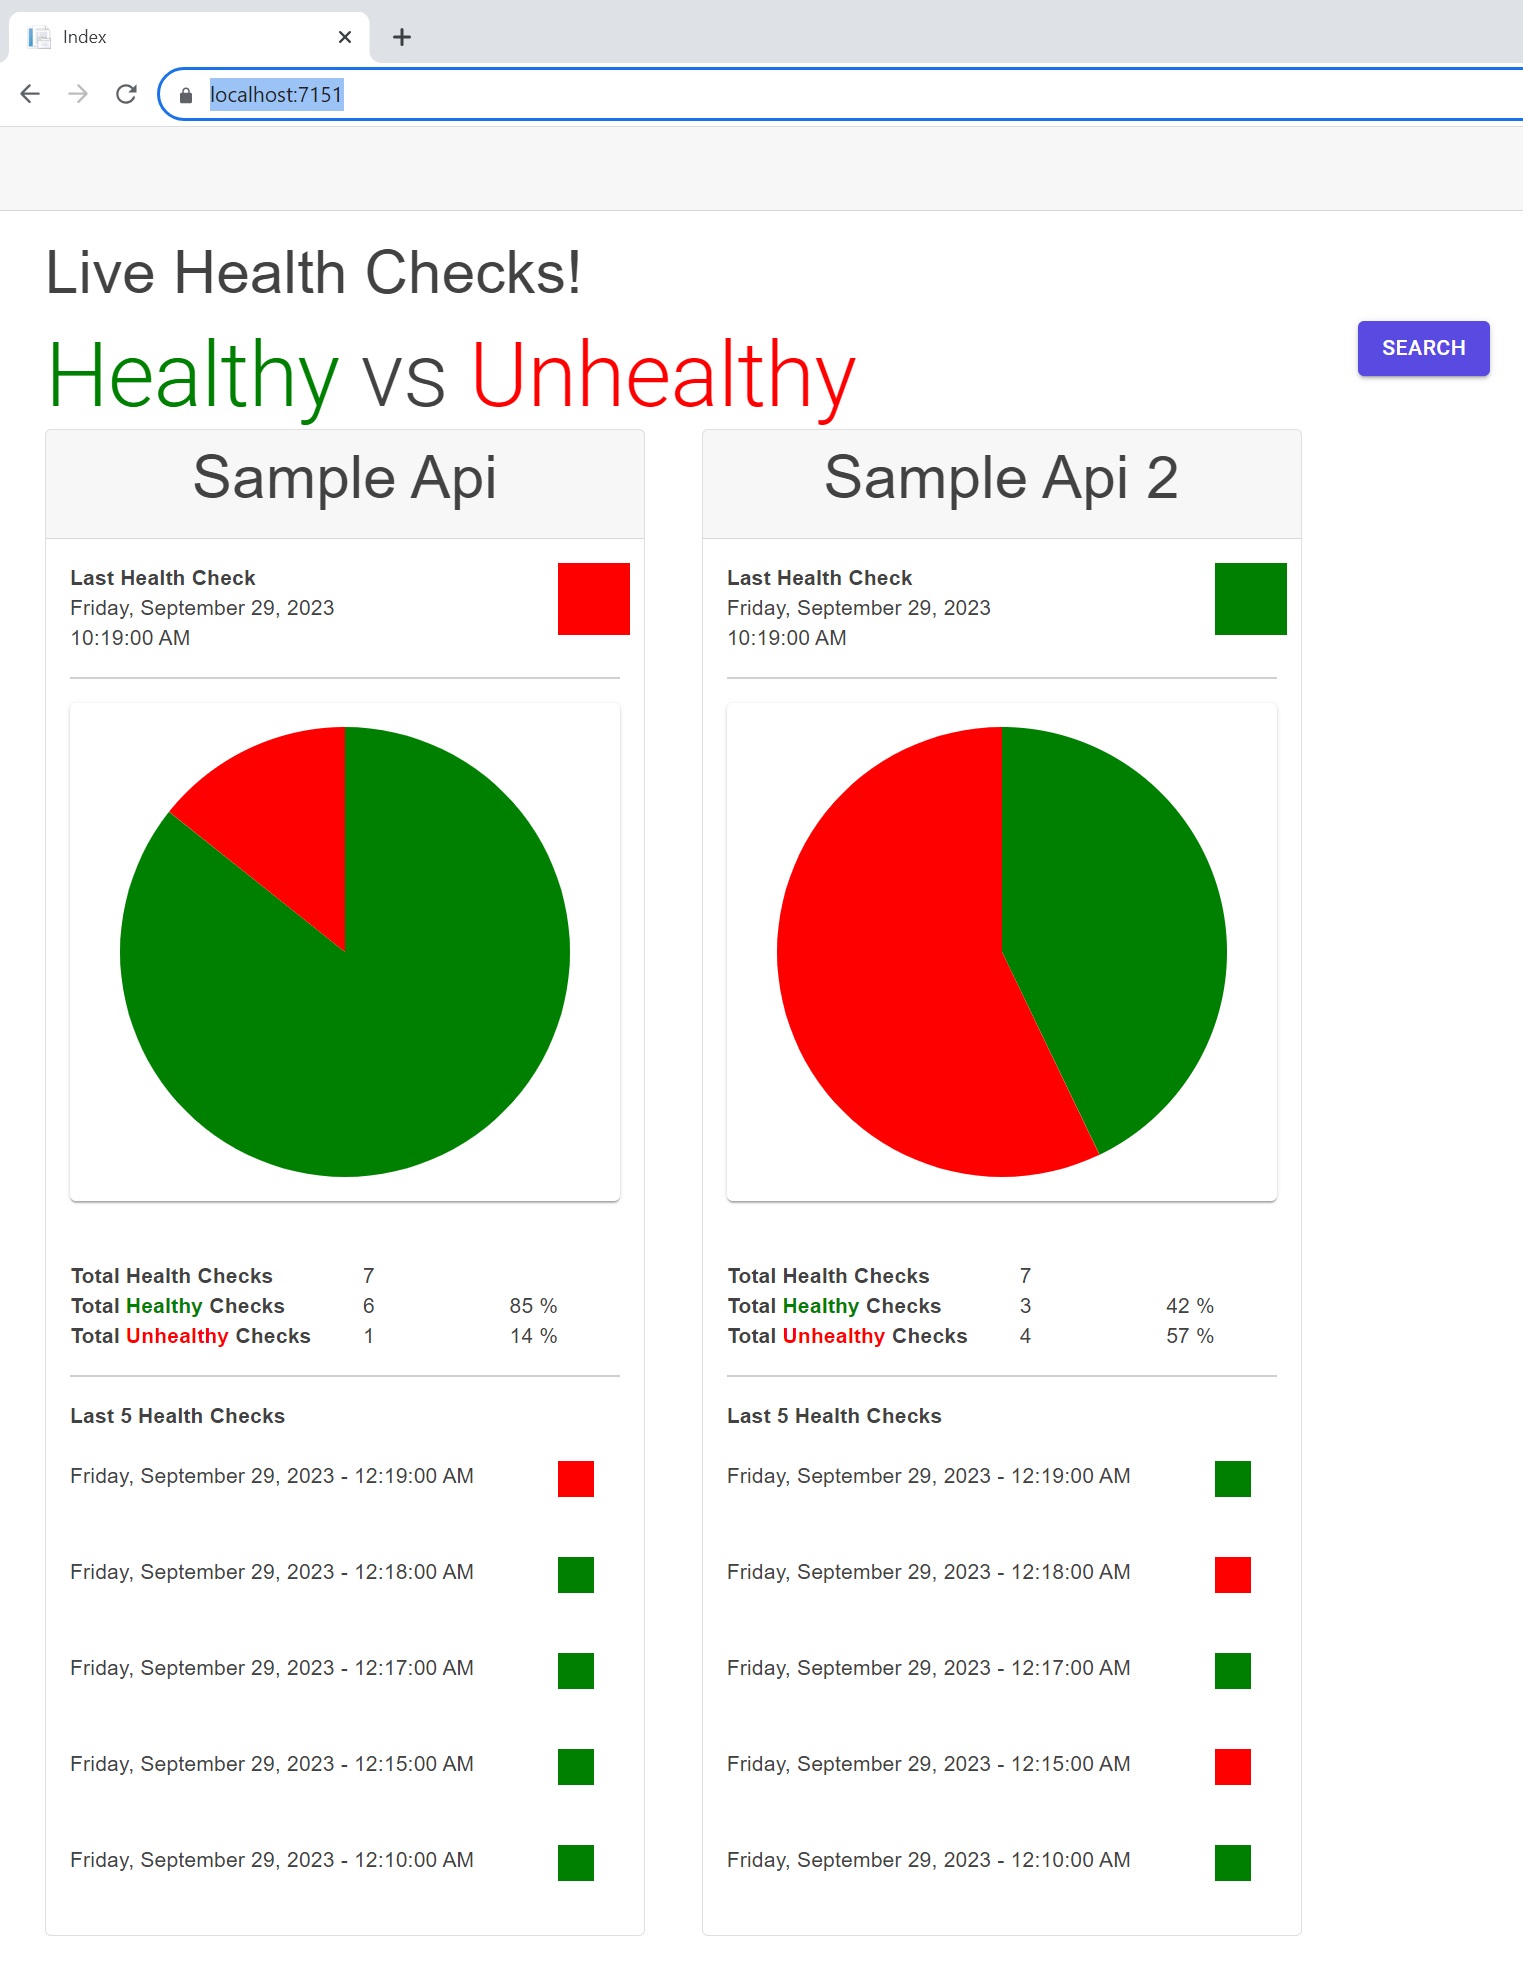 Index
localhost:7151
Live Health Checks!
Healthy vs Unhealthy
SEARCH
Sample Api
Last Health Check
Friday, September 29, 2023
10:19:00 AM
Total Health Checks 7
Total Healthy Checks 6 85 %
Total Unhealthy Checks 1 14 %
Last 5 Health Checks
Friday, September 29, 2023 - 12:19:00 AM
Friday, September 29, 2023 - 12:18:00 AM
Friday, September 29, 2023 - 12:17:00 AM
Friday, September 29, 2023 - 12:15:00 AM
Friday, September 29, 2023 - 12:10:00 AM
Sample Api 2
Last Health Check
Friday, September 29, 2023
10:19:00 AM
Total Health Checks 7
Total Healthy Checks 3 42 %
Total Unhealthy Checks 4 57 %
Last 5 Health Checks
Friday, September 29, 2023 - 12:19:00 AM
Friday, September 29, 2023 - 12:18:00 AM
Friday, September 29, 2023 - 12:17:00 AM
Friday, September 29, 2023 - 12:15:00 AM
Friday, September 29, 2023 - 12:10:00 AM